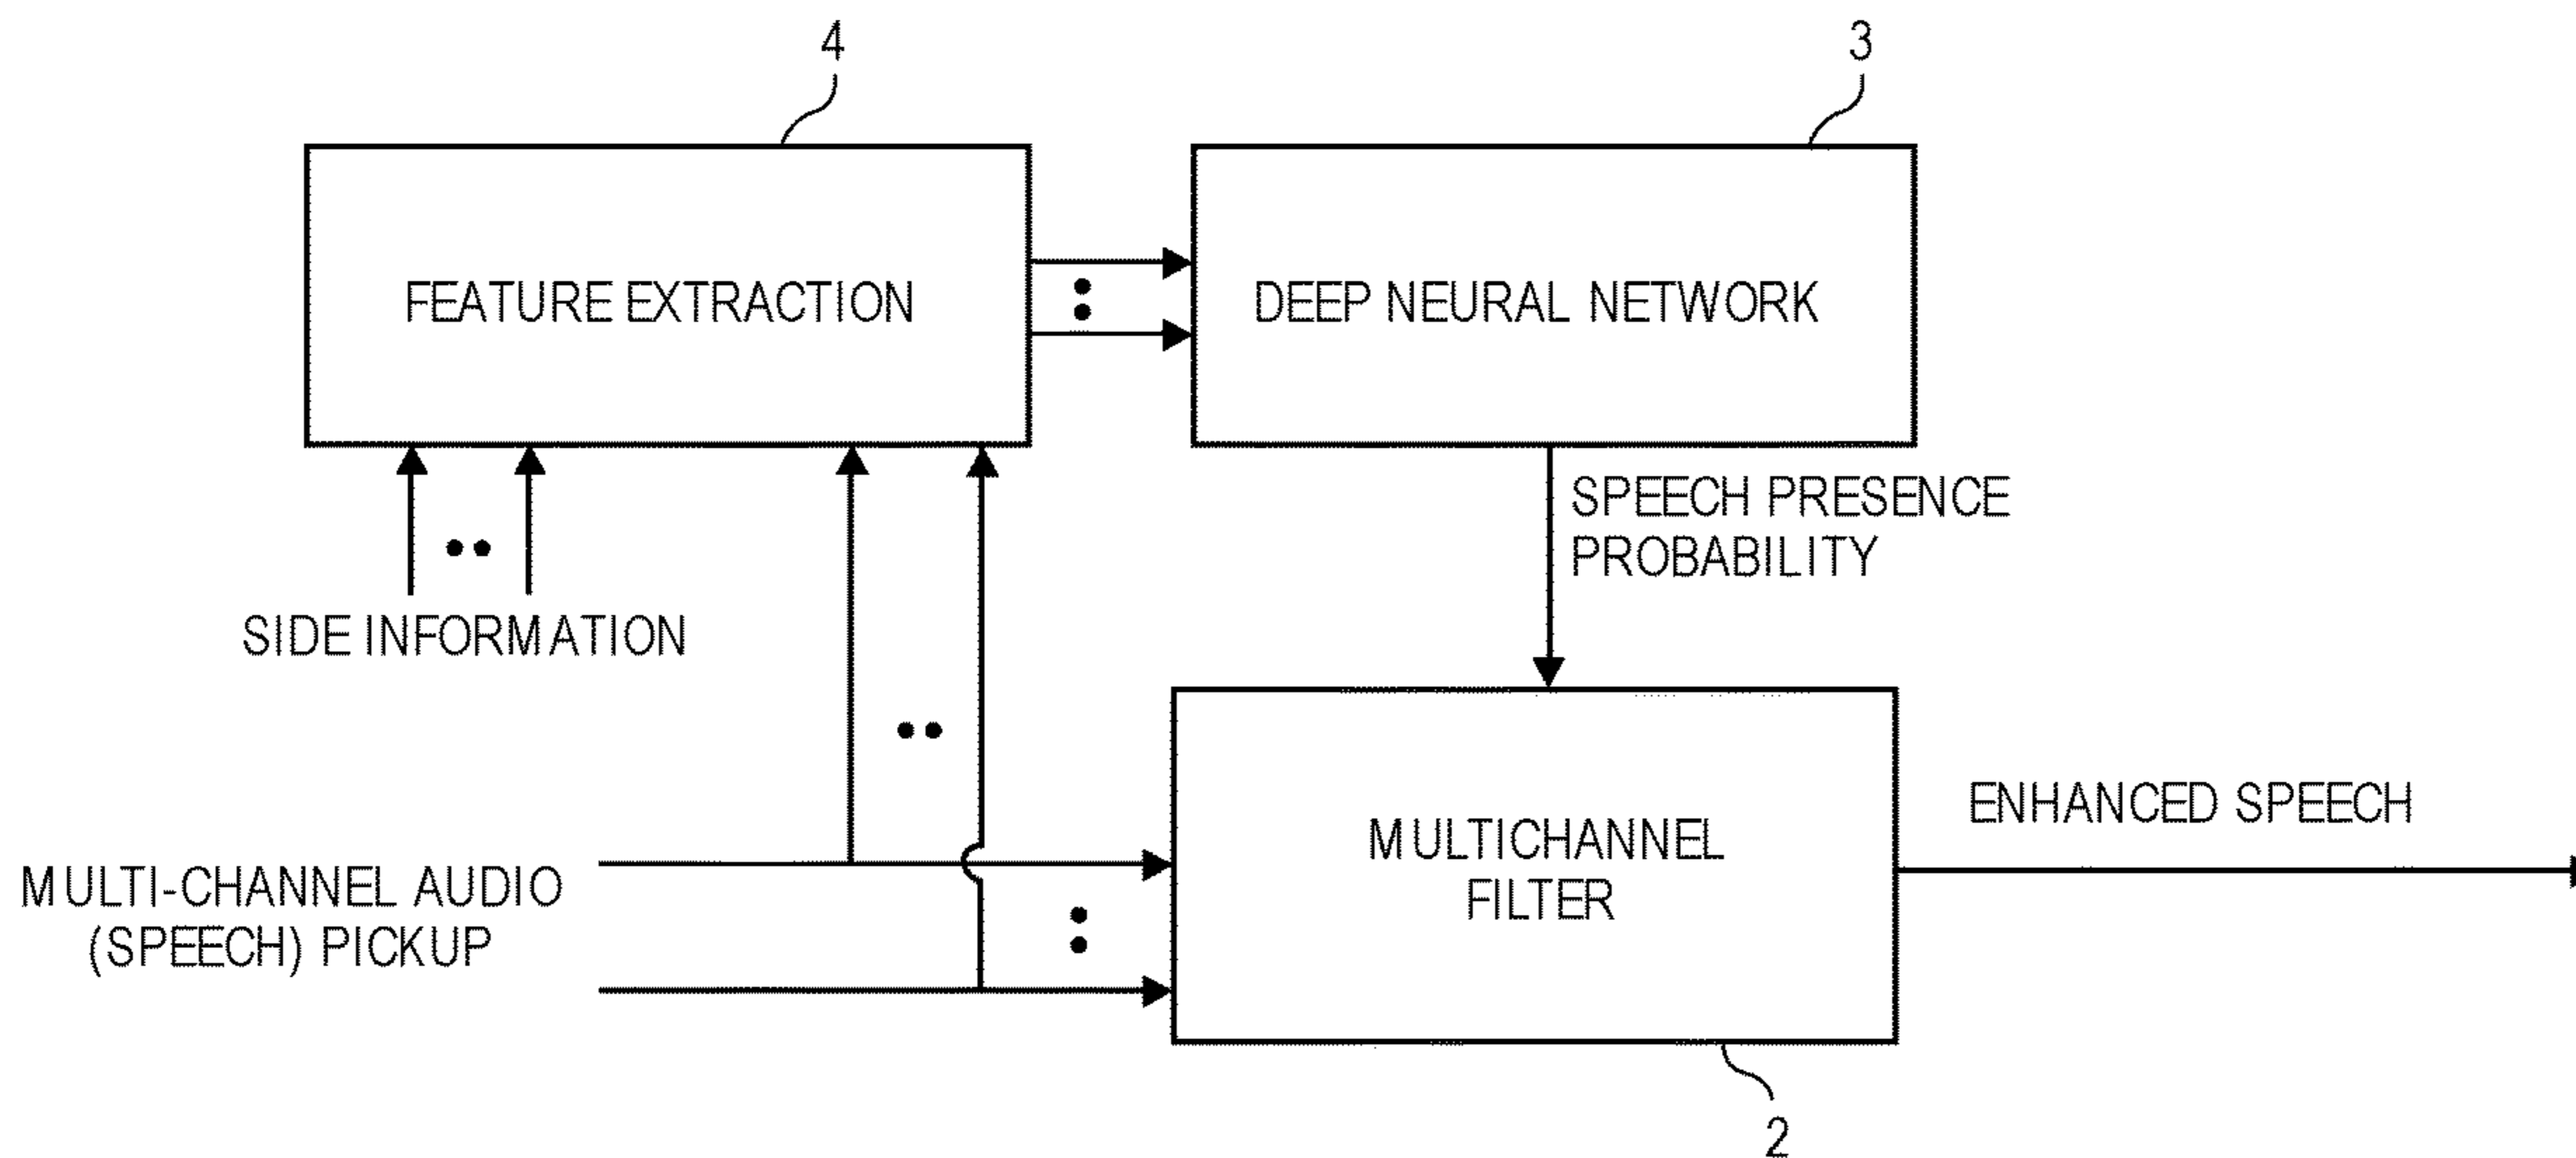 4
3
FEATURE EXTRACTION
DEEP NEURAL NETWORK
SPEECH PRESENCE
PROBABILITY
SIDE INFORMATION
MULTI-CHANNEL AUDIO
(SPEECH) PICKUP
MULTICHANNEL
FILTER
ENHANCED SPEECH
2